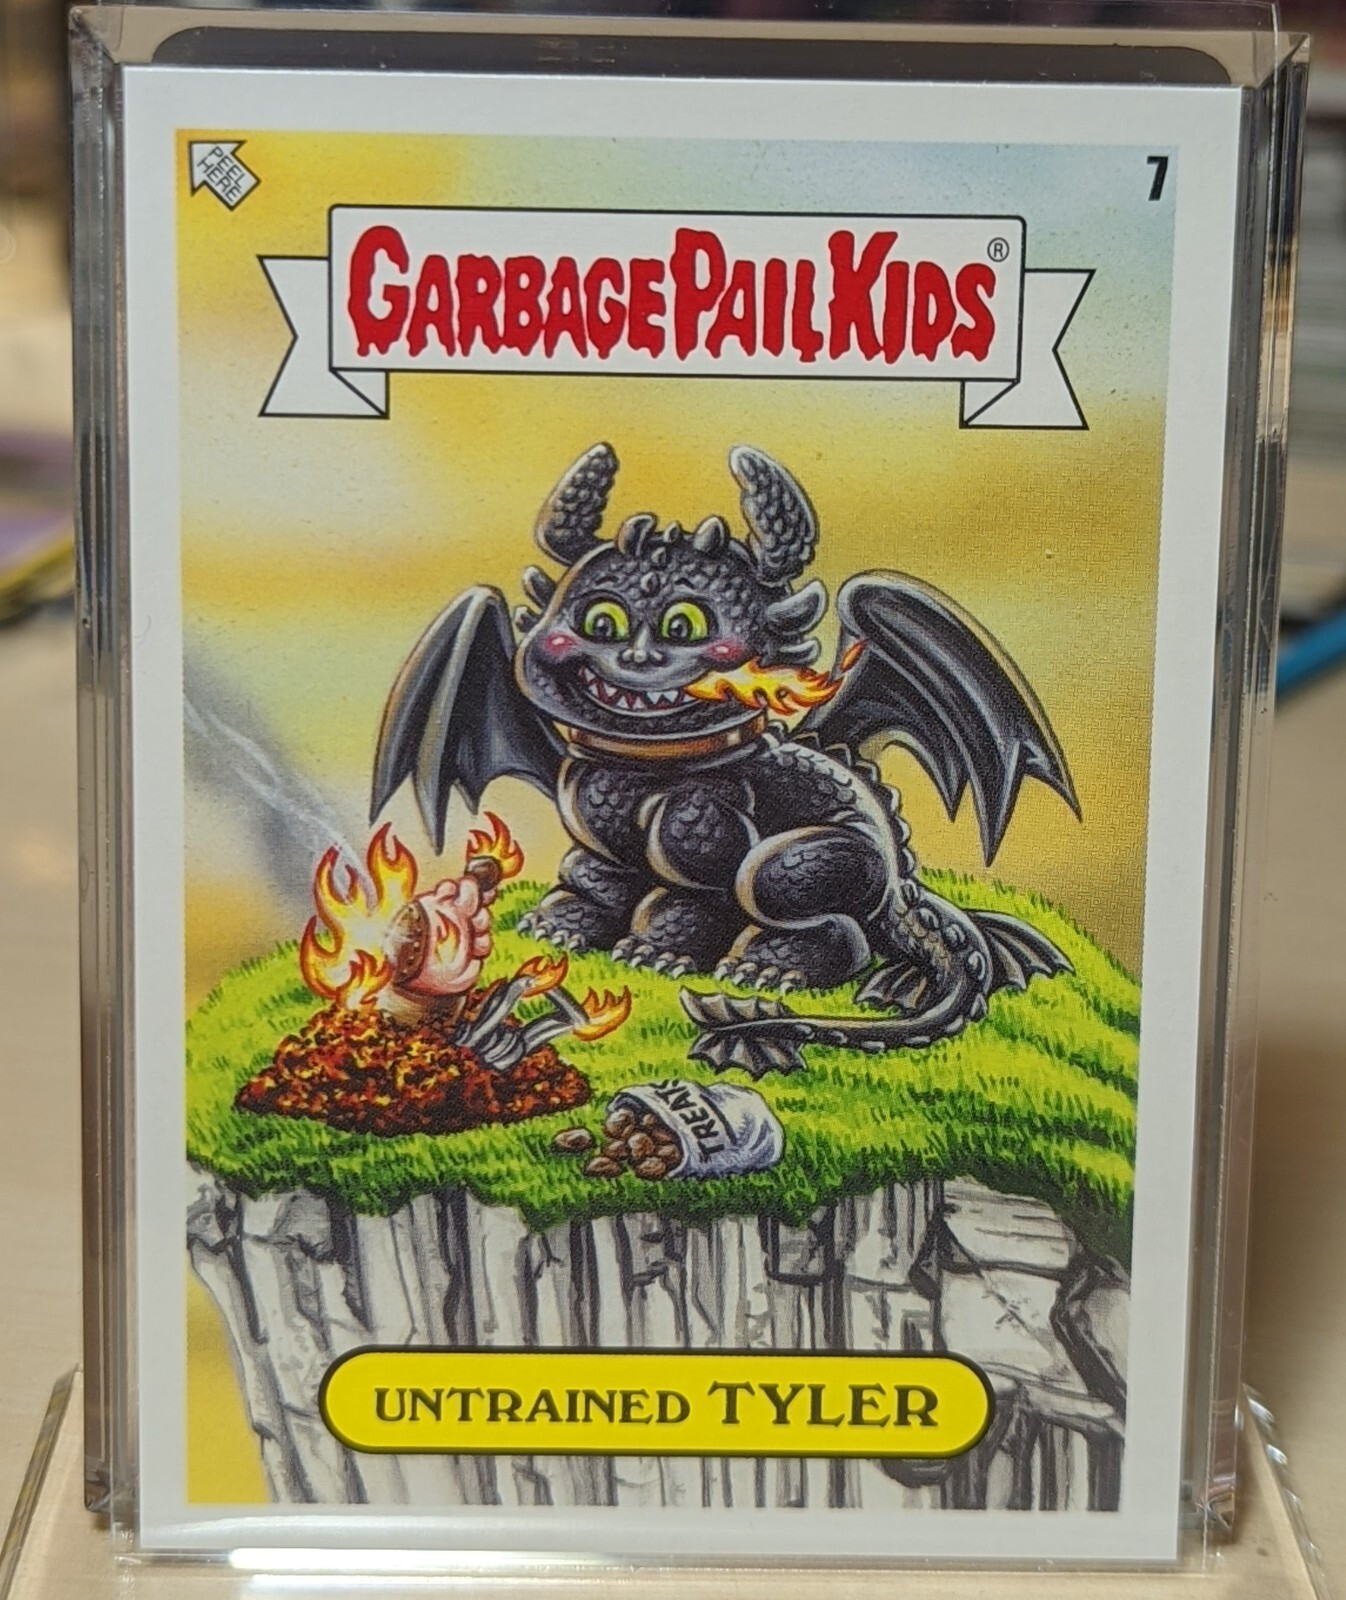 PEEL
HERE
7
GARBAGE PAIL KIDS®
TREATS
UNTRAINED TYLER